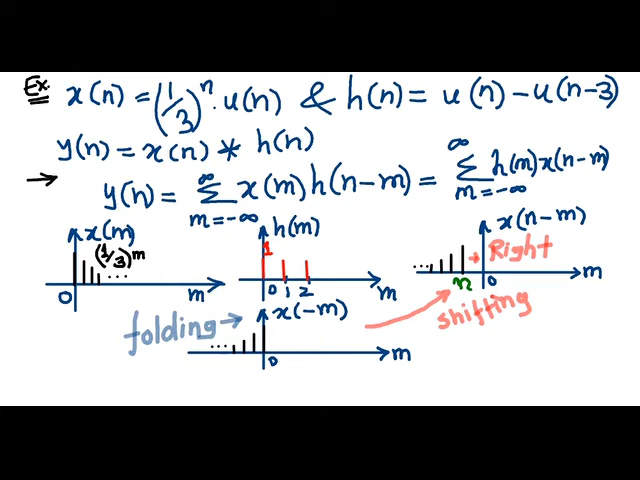 Ex. x(n) = (1/3)^n . u(n) & h(n) = u(n) - u(n-3)
y(n) = x(n) * h(n)
→ y(n) = ∞ Σ m=-∞ x(m) h(n-m) = ∞ Σ m=-∞ h(m) x(n-m)
x(m) (1/3)^m ... 0 m
h(m) 1 0 1 2 m
x(n-m) ... Right n 0 m
folding → x(-m) ... 0 m
shifting